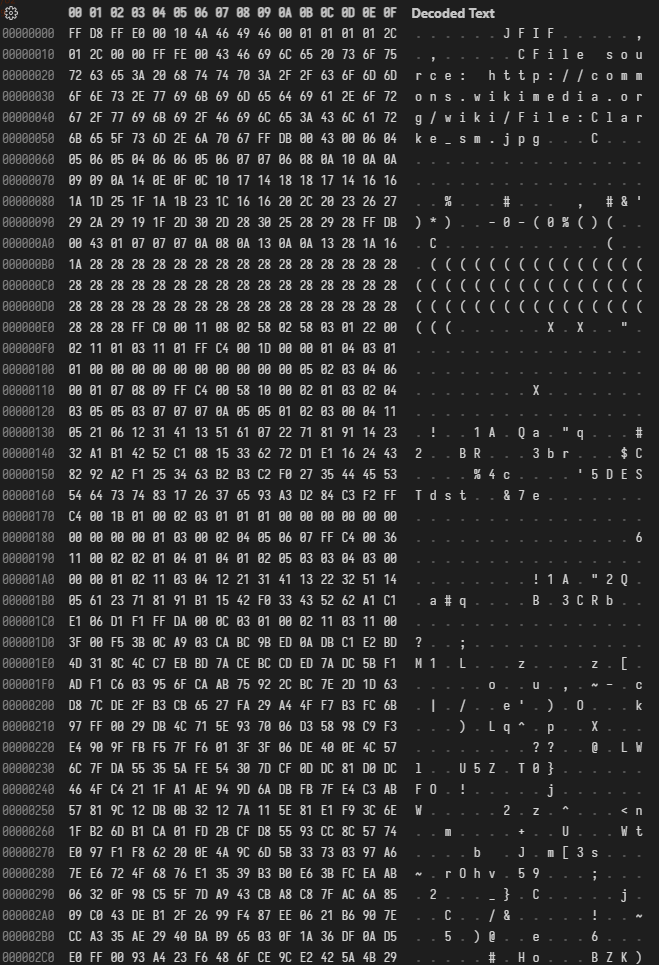 00 01 02 03 04 05 06 07 08 09 0A 0B 0C 0D 0E 0F Decoded Text
00000000 FF D8 FF E0 00 10 4A 46 49 46 00 01 01 01 01 2C . . . . . . J F I F . . . . . ,
00000010 01 2C 00 00 FF FE 00 43 46 69 6C 65 20 73 6F 75 . , . . . . . C F i l e   s o u
00000020 72 63 65 3A 20 68 74 74 70 3A 2F 2F 63 6F 6D 6D r c e :   h t t p : / / c o m m
00000030 6F 6E 73 2E 77 69 6B 69 6D 65 64 69 61 2E 6F 72 o n s . w i k i m e d i a . o r
00000040 67 2F 77 69 6B 69 2F 46 69 6C 65 3A 43 6C 61 72 g / w i k i / F i l e : C l a r
00000050 6B 65 5F 73 6D 2E 6A 70 67 FF DB 00 43 00 06 04 k e _ s m . j p g . . . C . . .
00000060 05 06 05 04 06 06 05 06 07 07 06 08 0A 10 0A 0A . . . . . . . . . . . . . . . .
00000070 09 09 0A 14 0E 0F 0C 10 17 14 18 18 17 14 16 16 . . . . . . . . . . . . . . . .
00000080 1A 1D 25 1F 1A 1B 23 1C 16 16 20 2C 20 23 26 27 . . % . . . # . . .   ,   # & '
00000090 29 2A 29 19 1F 2D 30 2D 28 30 25 28 29 28 FF DB ) * ) . . - 0 - ( 0 % ( ) ( . .
000000A0 00 43 01 07 07 07 0A 08 0A 13 0A 0A 13 28 1A 16 . C . . . . . . . . . . . ( . .
000000B0 1A 28 28 28 28 28 28 28 28 28 28 28 28 28 28 28 . ( ( ( ( ( ( ( ( ( ( ( ( ( ( (
000000C0 28 28 28 28 28 28 28 28 28 28 28 28 28 28 28 28 ( ( ( ( ( ( ( ( ( ( ( ( ( ( ( (
000000D0 28 28 28 28 28 28 28 28 28 28 28 28 28 28 28 28 ( ( ( ( ( ( ( ( ( ( ( ( ( ( ( (
000000E0 28 28 28 FF C0 00 11 08 02 58 02 58 03 01 22 00 ( ( ( . . . . . . X . X . . " .
000000F0 02 11 01 03 11 01 FF C4 00 1D 00 00 01 04 03 01 . . . . . . . . . . . . . . . .
00000100 01 00 00 00 00 00 00 00 00 00 00 05 02 03 04 06 . . . . . . . . . . . . . . . .
00000110 00 01 07 08 09 FF C4 00 58 10 00 02 01 03 02 04 . . . . . . . . X . . . . . . .
00000120 03 05 05 03 07 07 07 0A 05 05 01 02 03 00 04 11 . . . . . . . . . . . . . . . .
00000130 05 21 06 12 31 41 13 51 61 07 22 71 81 91 14 23 . ! . . 1 A . Q a . " q . . . #
00000140 32 A1 B1 42 52 C1 08 15 33 62 72 D1 E1 16 24 43 2 . . B R . . . 3 b r . . . $ C
00000150 82 92 A2 F1 25 34 63 B2 B3 C2 F0 27 35 44 45 53 . . . . % 4 c . . . . ' 5 D E S
00000160 54 64 73 74 83 17 26 37 65 93 A3 D2 84 C3 F2 FF T d s t . . & 7 e . . . . . . .
00000170 C4 00 1B 01 00 02 03 01 01 01 00 00 00 00 00 00 . . . . . . . . . . . . . . . .
00000180 00 00 00 00 01 03 00 02 04 05 06 07 FF C4 00 36 . . . . . . . . . . . . . . . 6
00000190 11 00 02 02 01 04 01 04 01 02 05 03 03 04 03 00 . . . . . . . . . . . . . . . .
000001A0 00 00 01 02 11 03 04 12 21 31 41 13 22 32 51 14 . . . . . . . . ! 1 A . " 2 Q .
000001B0 05 61 23 71 81 91 B1 15 42 F0 33 43 52 62 A1 C1 . a # q . . . . B . 3 C R b . .
000001C0 E1 06 D1 F1 FF DA 00 0C 03 01 00 02 11 03 11 00 . . . . . . . . . . . . . . . .
000001D0 3F 00 F5 3B 0C A9 03 CA BC 9B ED 0A DB C1 E2 BD ? . . ; . . . . . . . . . . . .
000001E0 4D 31 8C 4C C7 EB BD 7A CE BC CD ED 7A DC 5B F1 M 1 . L . . . z . . . . z . [ .
000001F0 AD F1 C6 03 95 6F CA AB 75 92 2C BC 7E 2D 1D 63 . . . . . o . . u . , . ~ - . c
00000200 D8 7C DE 2F B3 CB 65 27 FA 29 A4 4F F7 B3 FC 6B . | . / . . e ' . ) . O . . . k
00000210 97 FF 00 29 DB 4C 71 5E 93 70 06 D3 58 98 C9 F3 . . . ) . L q ^ . p . . X . . .
00000220 E4 90 9F FB F5 7F F6 01 3F 3F 06 DE 40 0E 4C 57 . . . . . . . . ? ? . . @ . L W
00000230 6C 7F DA 55 35 5A FE 54 30 7D CF 0D DC 81 D0 DC l . . U 5 Z . T 0 } . . . . . .
00000240 46 4F C4 21 1F A1 AE 94 9D 6A DB FB 7F E4 C3 AB F O . ! . . . . . j . . . . . .
00000250 57 81 9C 12 DB 0B 32 12 7A 11 5E 81 E1 F9 3C 6E W . . . . . 2 . z . ^ . . . < n
00000260 1F B2 6D B1 CA 01 FD 2B CF D8 55 93 CC 8C 57 74 . . m . . . . + . . U . . . W t
00000270 E0 97 F1 F8 62 20 0E 4A 9C 6D 5B 33 73 03 97 A6 . . . . b   . J . m [ 3 s . . .
00000280 7E E6 72 4F 68 76 E1 35 39 B3 B0 E6 3B FC EA AB ~ . r O h v . 5 9 . . . ; . . .
00000290 06 32 0F 98 C5 5F 7D A9 43 CB A8 C8 7F AC 6A 85 . 2 . . . _ } . C . . . . . j .
000002A0 09 C0 43 DE B1 2F 26 99 F4 87 EE 06 21 B6 90 7E . . C . . / & . . . . . ! . . ~
000002B0 CC A3 35 AE 29 40 BA B9 65 03 0F 1A 36 DF 0A D5 . . 5 . ) @ . . e . . . 6 . . .
000002C0 E0 FF 00 93 A4 23 F6 48 6F CE 9C E2 42 5A 4B 29 . . . . . # . H o . . . B Z K )